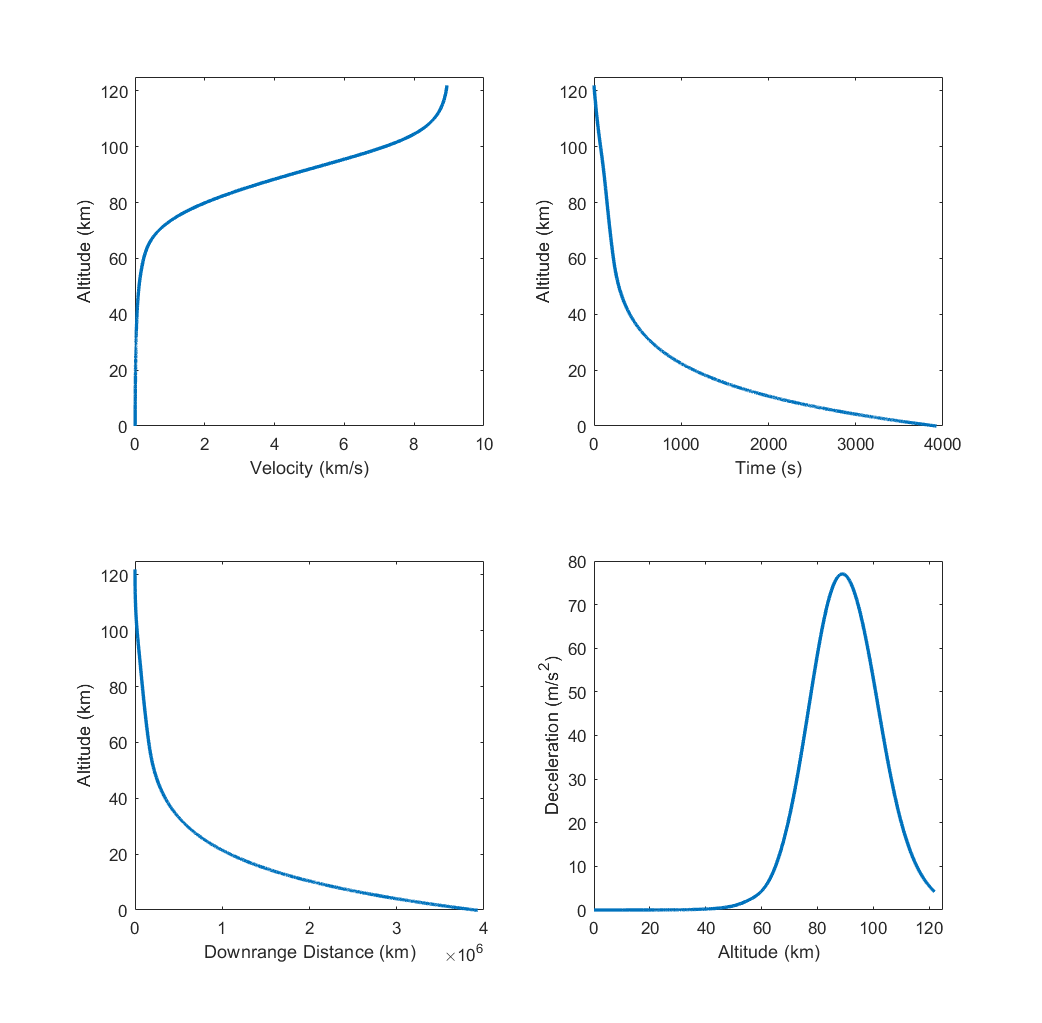 120
100
80
60
40
20
0
Altitude (km)
0 2 4 6 8 10
Velocity (km/s)
120
100
80
60
40
20
0
Altitude (km)
0 1000 2000 3000 4000
Time (s)
120
100
80
60
40
20
0
Altitude (km)
0 1 2 3 4
Downrange Distance (km) ×10⁶
80
70
60
50
40
30
20
10
0
Deceleration (m/s²)
0 20 40 60 80 100 120
Altitude (km)